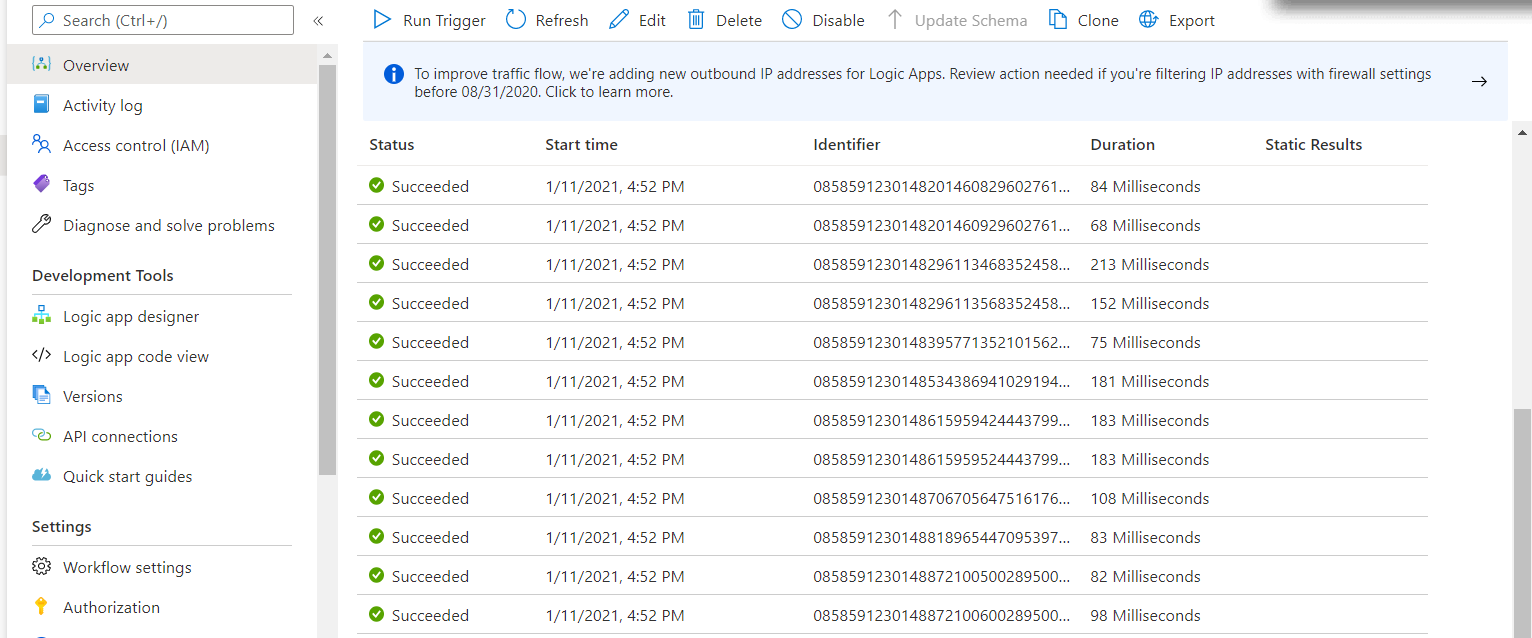 Search (Ctrl+/)
«
Run Trigger Refresh Edit Delete Disable Update Schema Clone Export
Overview
Activity log
Access control (IAM)
Tags
Diagnose and solve problems
Development Tools
Logic app designer
Logic app code view
Versions
API connections
Quick start guides
Settings
Workflow settings
Authorization
To improve traffic flow, we're adding new outbound IP addresses for Logic Apps. Review action needed if you're filtering IP addresses with firewall settings
before 08/31/2020. Click to learn more.
Status Start time Identifier Duration Static Results
Succeeded 1/11/2021, 4:52 PM 08585912301482014608296027​61... 84 Milliseconds
Succeeded 1/11/2021, 4:52 PM 0858591230148201460929602761... 68 Milliseconds
Succeeded 1/11/2021, 4:52 PM 0858591230148296113468352458... 213 Milliseconds
Succeeded 1/11/2021, 4:52 PM 0858591230148296113568352458... 152 Milliseconds
Succeeded 1/11/2021, 4:52 PM 0858591230148395771352101562... 75 Milliseconds
Succeeded 1/11/2021, 4:52 PM 0858591230148534386941029194... 181 Milliseconds
Succeeded 1/11/2021, 4:52 PM 0858591230148615959424443799... 183 Milliseconds
Succeeded 1/11/2021, 4:52 PM 0858591230148615959524443799... 183 Milliseconds
Succeeded 1/11/2021, 4:52 PM 0858591230148706705647516176... 108 Milliseconds
Succeeded 1/11/2021, 4:52 PM 0858591230148818965447095397... 83 Milliseconds
Succeeded 1/11/2021, 4:52 PM 0858591230148872100500289500... 82 Milliseconds
Succeeded 1/11/2021, 4:52 PM 0858591230148872100600289500... 98 Milliseconds